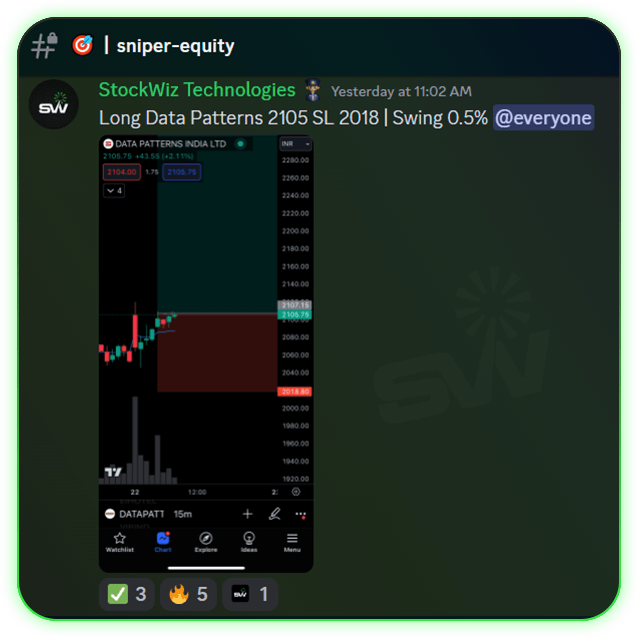 | sniper-equity
SW
StockWiz Technologies Yesterday at 11:02 AM
Long Data Patterns 2105 SL 2018 | Swing 0.5% @everyone
DATA PATTERNS INDIA LTD INR
2105.75 +43.55 (+2.11%)
2104.00 1.75 2105.75
4
2280.00
2260.00
2240.00
2220.00
2200.00
2180.00
2160.00
2140.00
2107.15
2105.75
2080.00
2060.00
2040.00
2018.80
2000.00
1980.00
1960.00
1940.00
1920.00
22 12:00 2:
DATAPATT 15m
Watchlist Chart Explore Ideas Menu
3 5 SW 1
SW